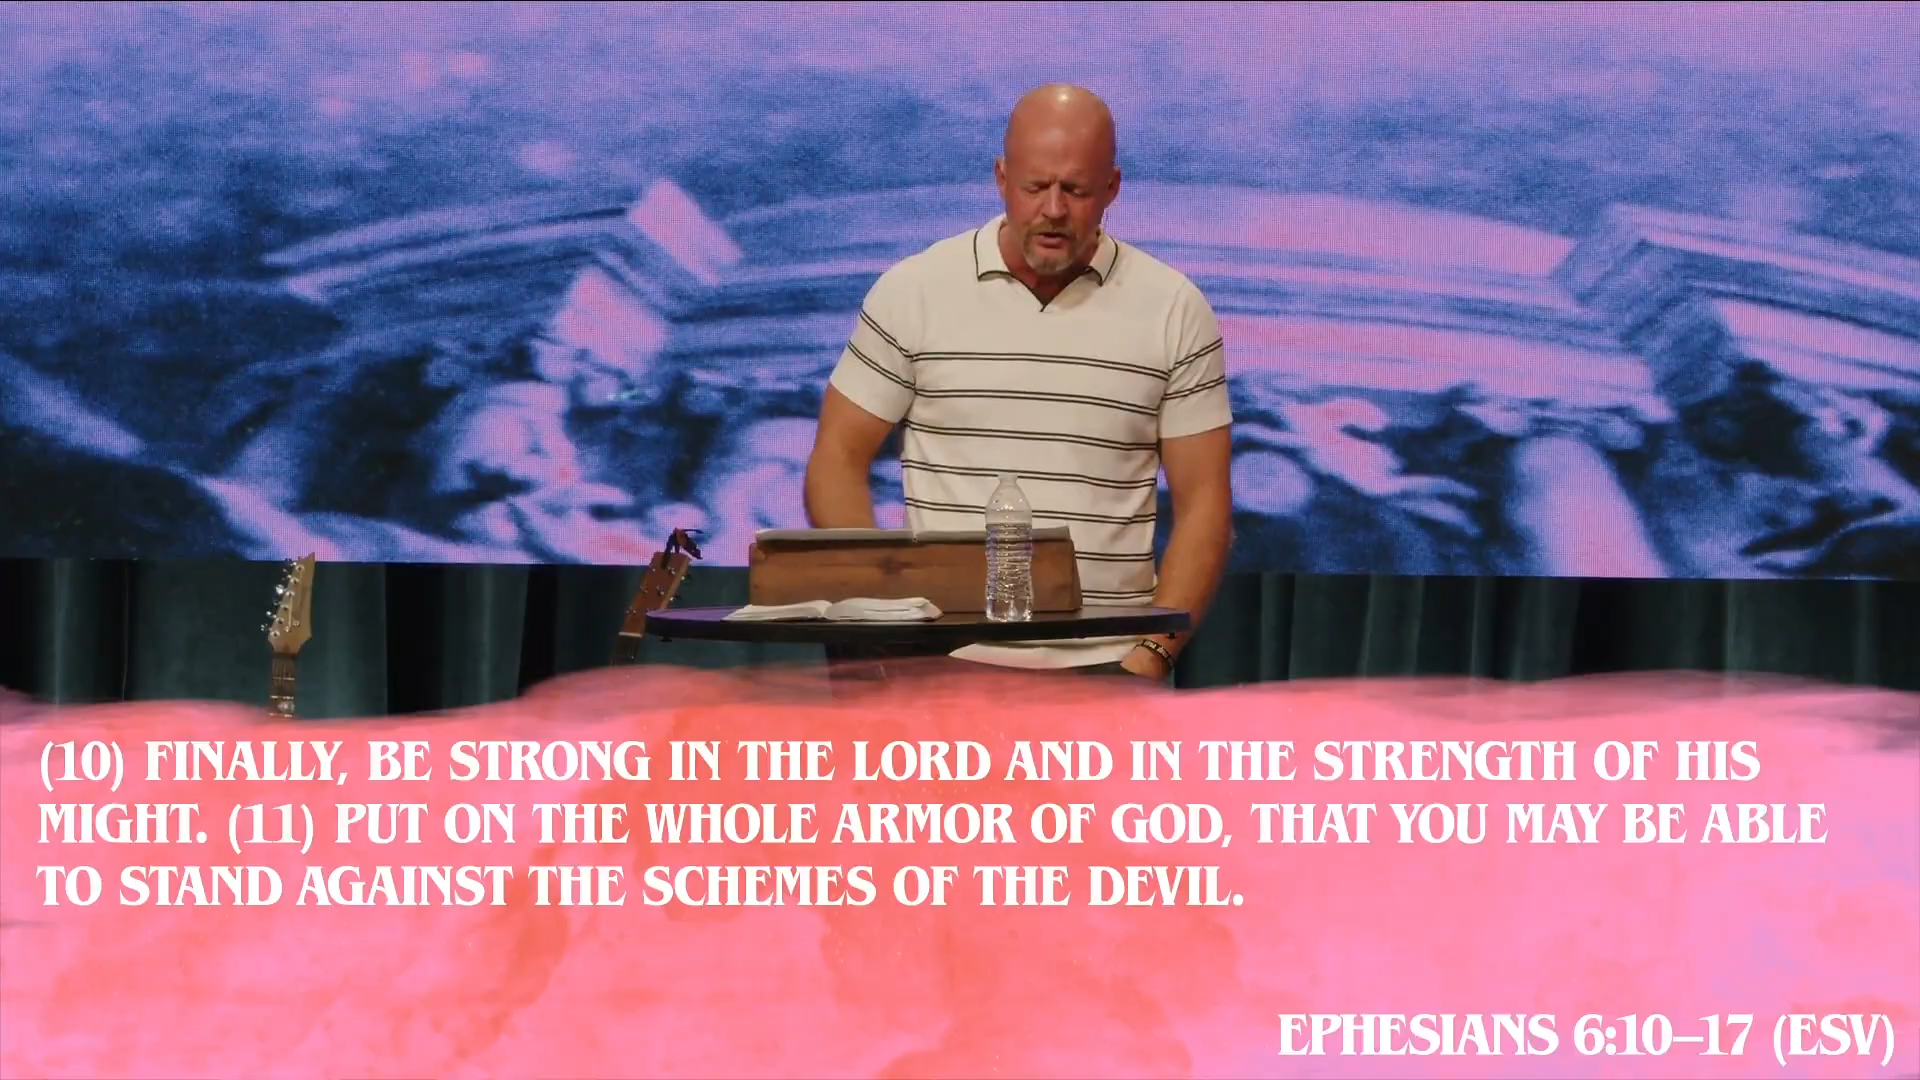 (10) FINALLY, BE STRONG IN THE LORD AND IN THE STRENGTH OF HIS
MIGHT. (11) PUT ON THE WHOLE ARMOR OF GOD, THAT YOU MAY BE ABLE
TO STAND AGAINST THE SCHEMES OF THE DEVIL.
EPHESIANS 6:10–17 (ESV)